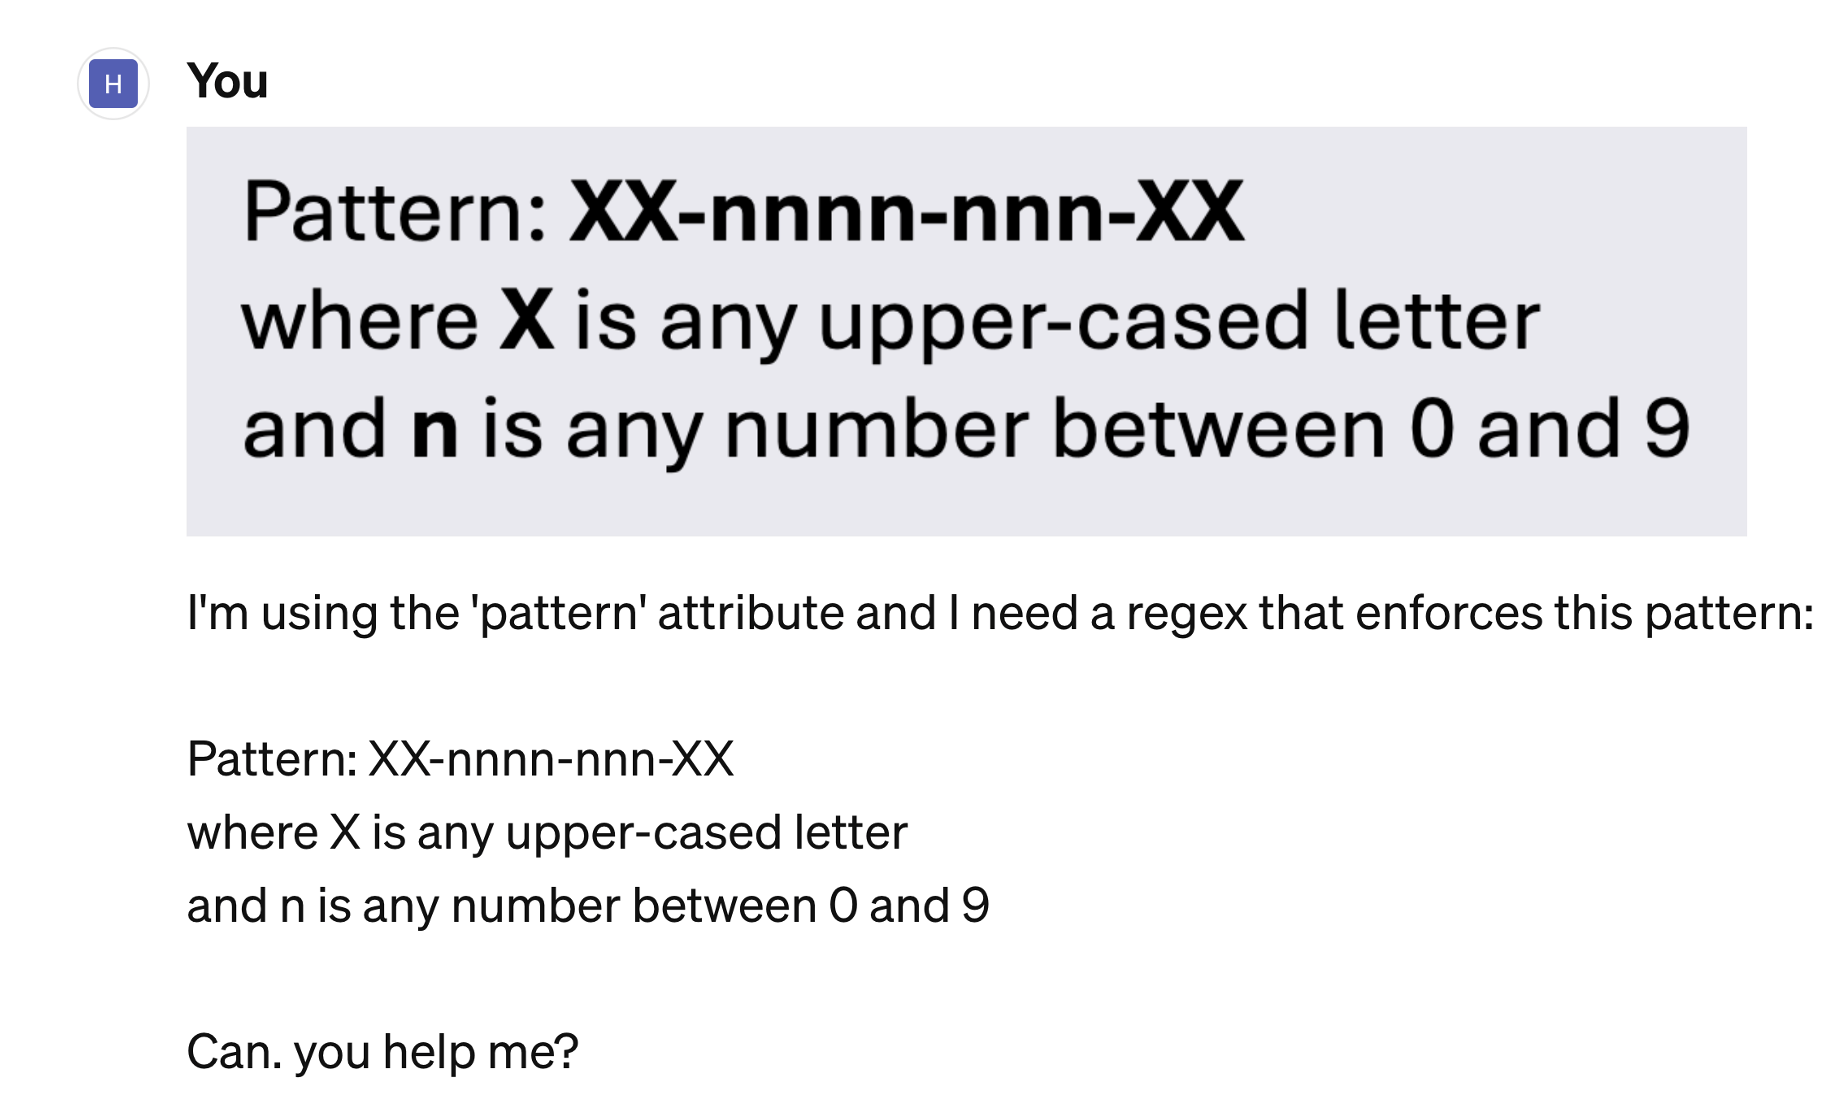 H
You
Pattern: XX-nnnn-nnn-XX
where X is any upper-cased letter
and n is any number between 0 and 9
I'm using the 'pattern' attribute and I need a regex that enforces this pattern:
Pattern: XX-nnnn-nnn-XX
where X is any upper-cased letter
and n is any number between 0 and 9
Can. you help me?